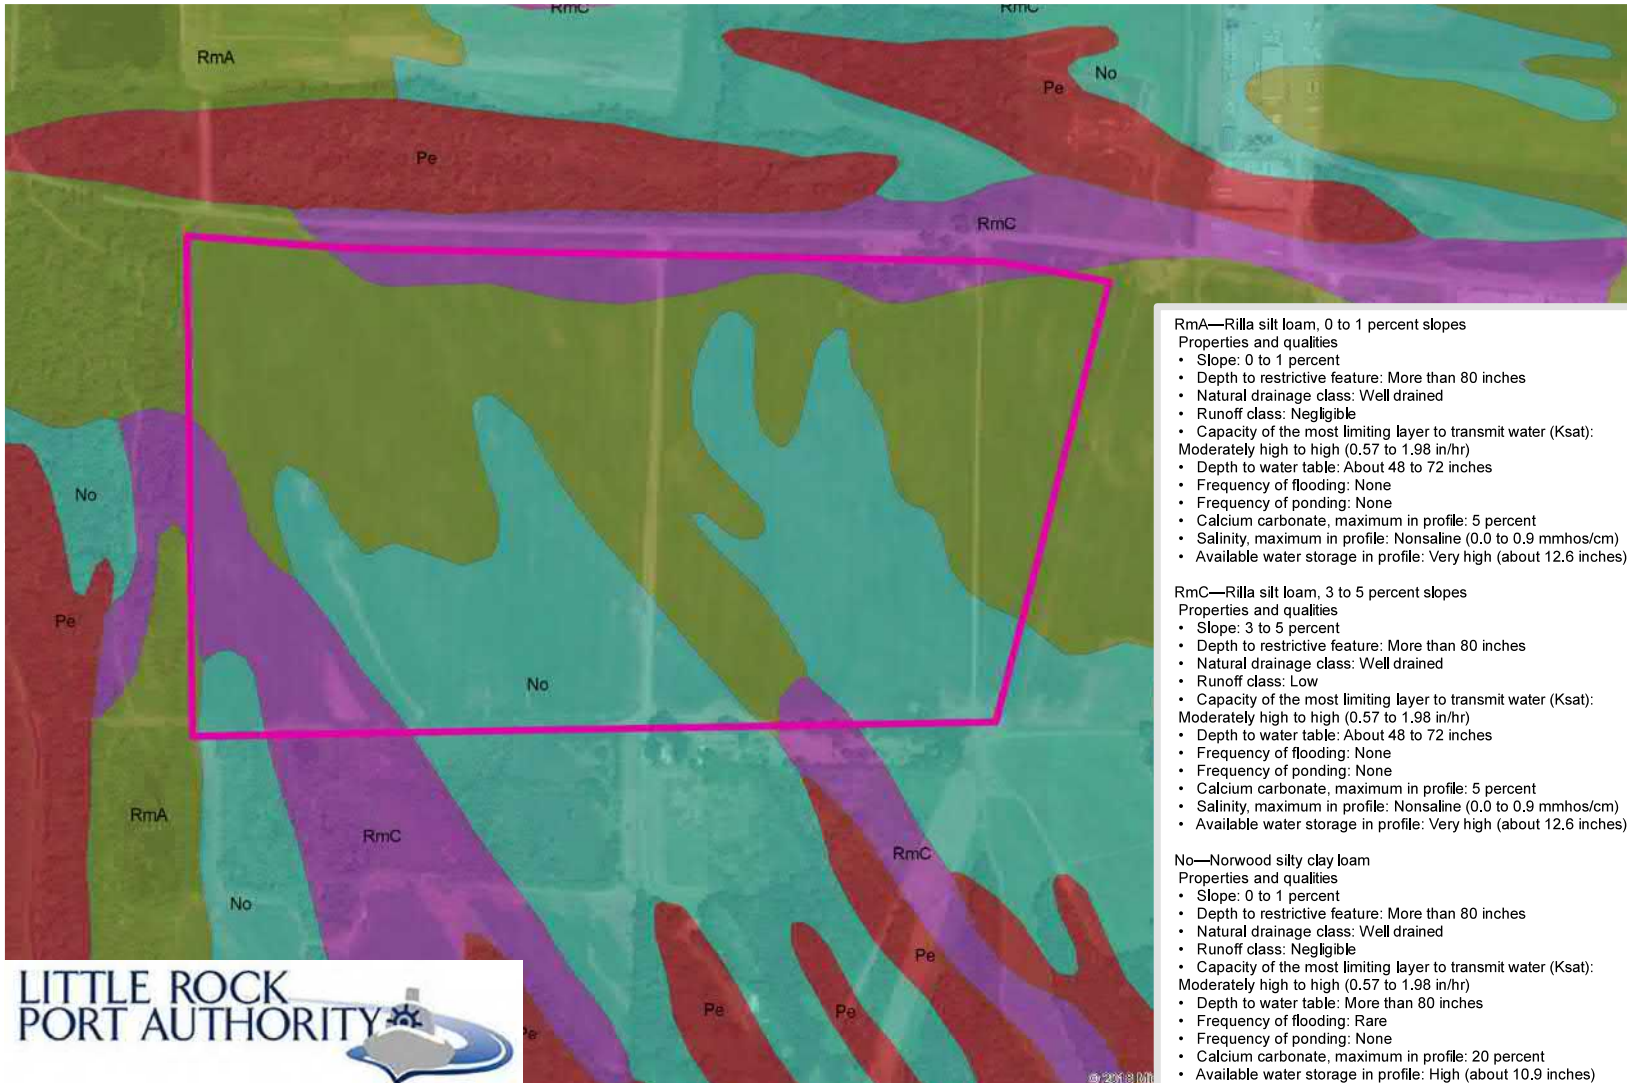 RmC
RmC
RmA
No
Pe
Pe
RmC
No
Pe
No
RmA
RmC
RmC
No
Pe
Pe
Pe
Pe
LITTLE ROCK
PORT AUTHORITY
RmA—Rilla silt loam, 0 to 1 percent slopes
Properties and qualities
• Slope: 0 to 1 percent
• Depth to restrictive feature: More than 80 inches
• Natural drainage class: Well drained
• Runoff class: Negligible
• Capacity of the most limiting layer to transmit water (Ksat):
Moderately high to high (0.57 to 1.98 in/hr)
• Depth to water table: About 48 to 72 inches
• Frequency of flooding: None
• Frequency of ponding: None
• Calcium carbonate, maximum in profile: 5 percent
• Salinity, maximum in profile: Nonsaline (0.0 to 0.9 mmhos/cm)
• Available water storage in profile: Very high (about 12.6 inches)
RmC—Rilla silt loam, 3 to 5 percent slopes
Properties and qualities
• Slope: 3 to 5 percent
• Depth to restrictive feature: More than 80 inches
• Natural drainage class: Well drained
• Runoff class: Low
• Capacity of the most limiting layer to transmit water (Ksat):
Moderately high to high (0.57 to 1.98 in/hr)
• Depth to water table: About 48 to 72 inches
• Frequency of flooding: None
• Frequency of ponding: None
• Calcium carbonate, maximum in profile: 5 percent
• Salinity, maximum in profile: Nonsaline (0.0 to 0.9 mmhos/cm)
• Available water storage in profile: Very high (about 12.6 inches)
No—Norwood silty clay loam
Properties and qualities
• Slope: 0 to 1 percent
• Depth to restrictive feature: More than 80 inches
• Natural drainage class: Well drained
• Runoff class: Negligible
• Capacity of the most limiting layer to transmit water (Ksat):
Moderately high to high (0.57 to 1.98 in/hr)
• Depth to water table: More than 80 inches
• Frequency of flooding: Rare
• Frequency of ponding: None
• Calcium carbonate, maximum in profile: 20 percent
• Available water storage in profile: High (about 10.9 inches)